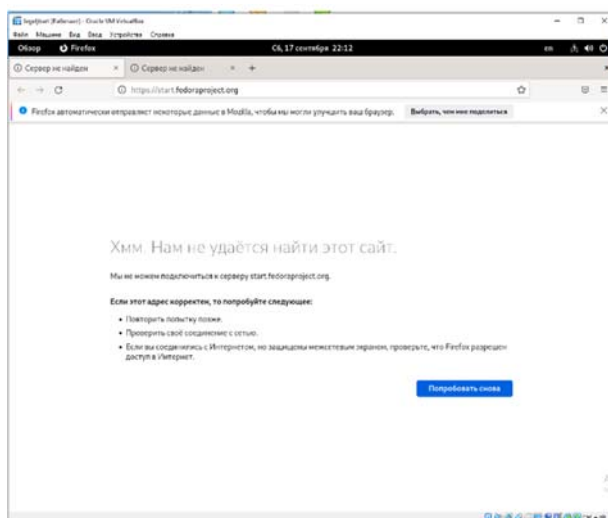 [Работает] - Oracle VM VirtualBox
Файл Машина Вид Ввод Устройства Справка
Обзор Firefox Сб, 17 сентября 22:12 en
Сервер не найден × Сервер не найден × +
https://start.fedoraproject.org
Firefox автоматически отправляет некоторые данные в Mozilla, чтобы мы могли улучшить ваш браузер. Выбрать, чем мне поделиться
Хмм. Нам не удаётся найти этот сайт.
Мы не можем подключиться к серверу start.fedoraproject.org.
Если этот адрес корректен, то попробуйте следующее:
• Повторить попытку позже.
• Проверить своё соединение с сетью.
• Если вы соединились с Интернетом, но защищены межсетевым экраном, проверьте, что Firefox разрешен
доступ в Интернет.
Попробовать снова